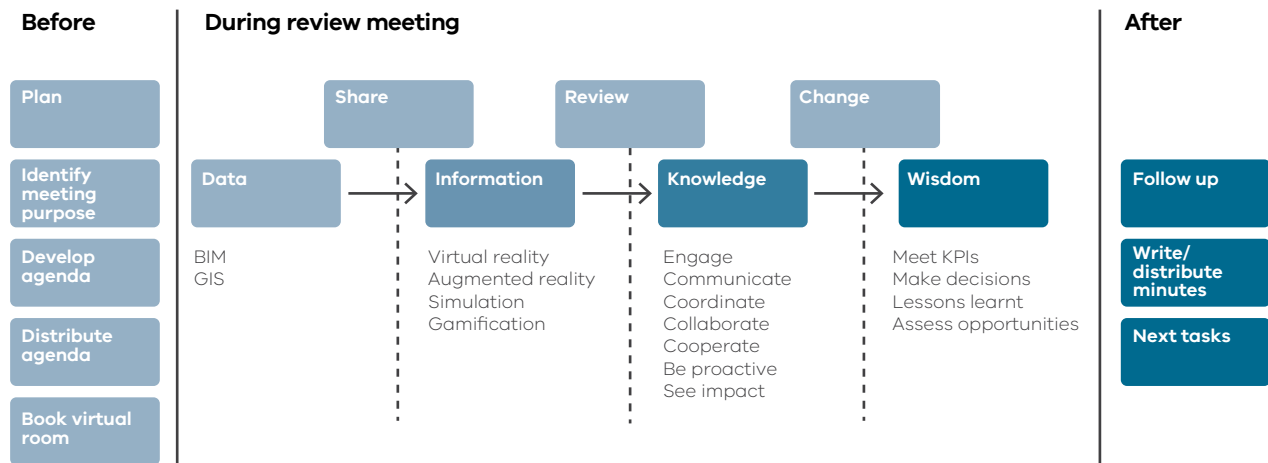 Before
During review meeting
After
Plan
Share
Review
Change
Identify
meeting
purpose
Data
Information
Knowledge
Wisdom
Follow up
Develop
agenda
BIM
GIS
Virtual reality
Augmented reality
Simulation
Gamification
Engage
Communicate
Coordinate
Collaborate
Cooperate
Be proactive
See impact
Meet KPIs
Make decisions
Lessons learnt
Assess opportunities
Write/
distribute
minutes
Distribute
agenda
Next tasks
Book virtual
room